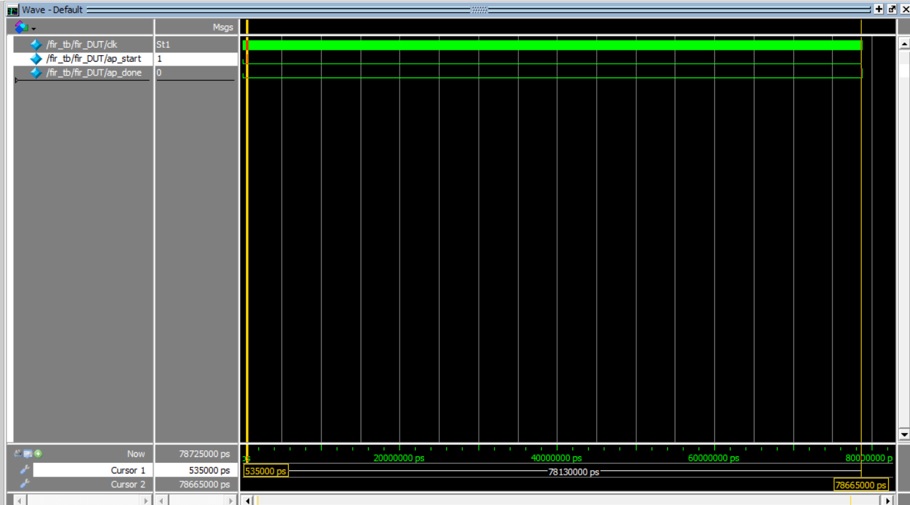 Wave - Default
Msgs
/fir_tb/fir_DUT/clk St1
/fir_tb/fir_DUT/ap_start 1
/fir_tb/fir_DUT/ap_done 0
Now 78725000 ps
20000000 ps 40000000 ps 60000000 ps 80000000 p
Cursor 1 535000 ps 535000 ps 78130000 ps
Cursor 2 78665000 ps 78665000 ps